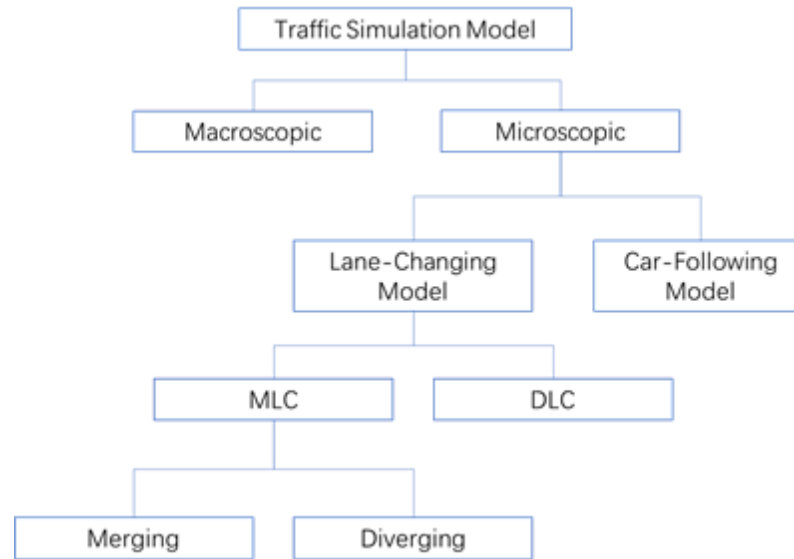 Traffic Simulation Model
Macroscopic
Microscopic
Lane-Changing
Model
Car-Following
Model
MLC
DLC
Merging
Diverging